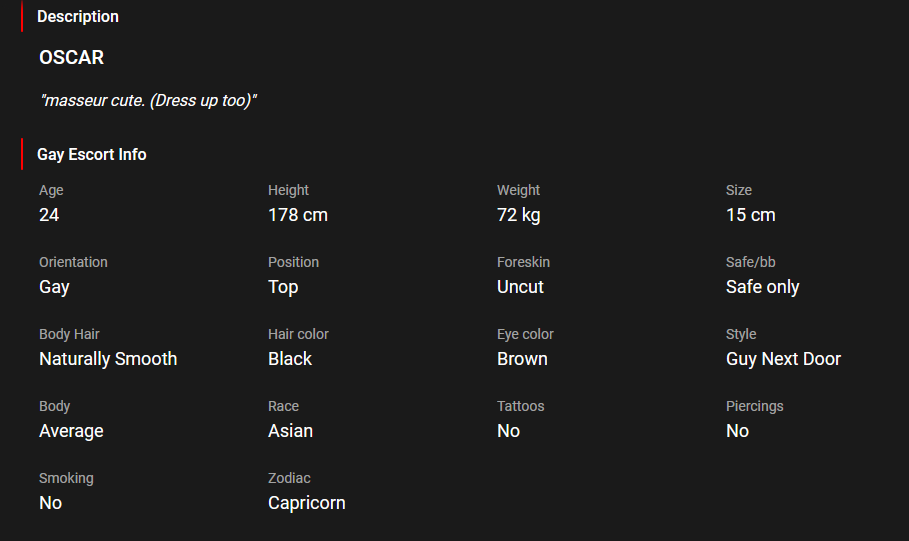 Description
OSCAR
"masseur cute. (Dress up too)"
Gay Escort Info
Age Height Weight Size
24 178 cm 72 kg 15 cm
Orientation Position Foreskin Safe/bb
Gay Top Uncut Safe only
Body Hair Hair color Eye color Style
Naturally Smooth Black Brown Guy Next Door
Body Race Tattoos Piercings
Average Asian No No
Smoking Zodiac
No Capricorn